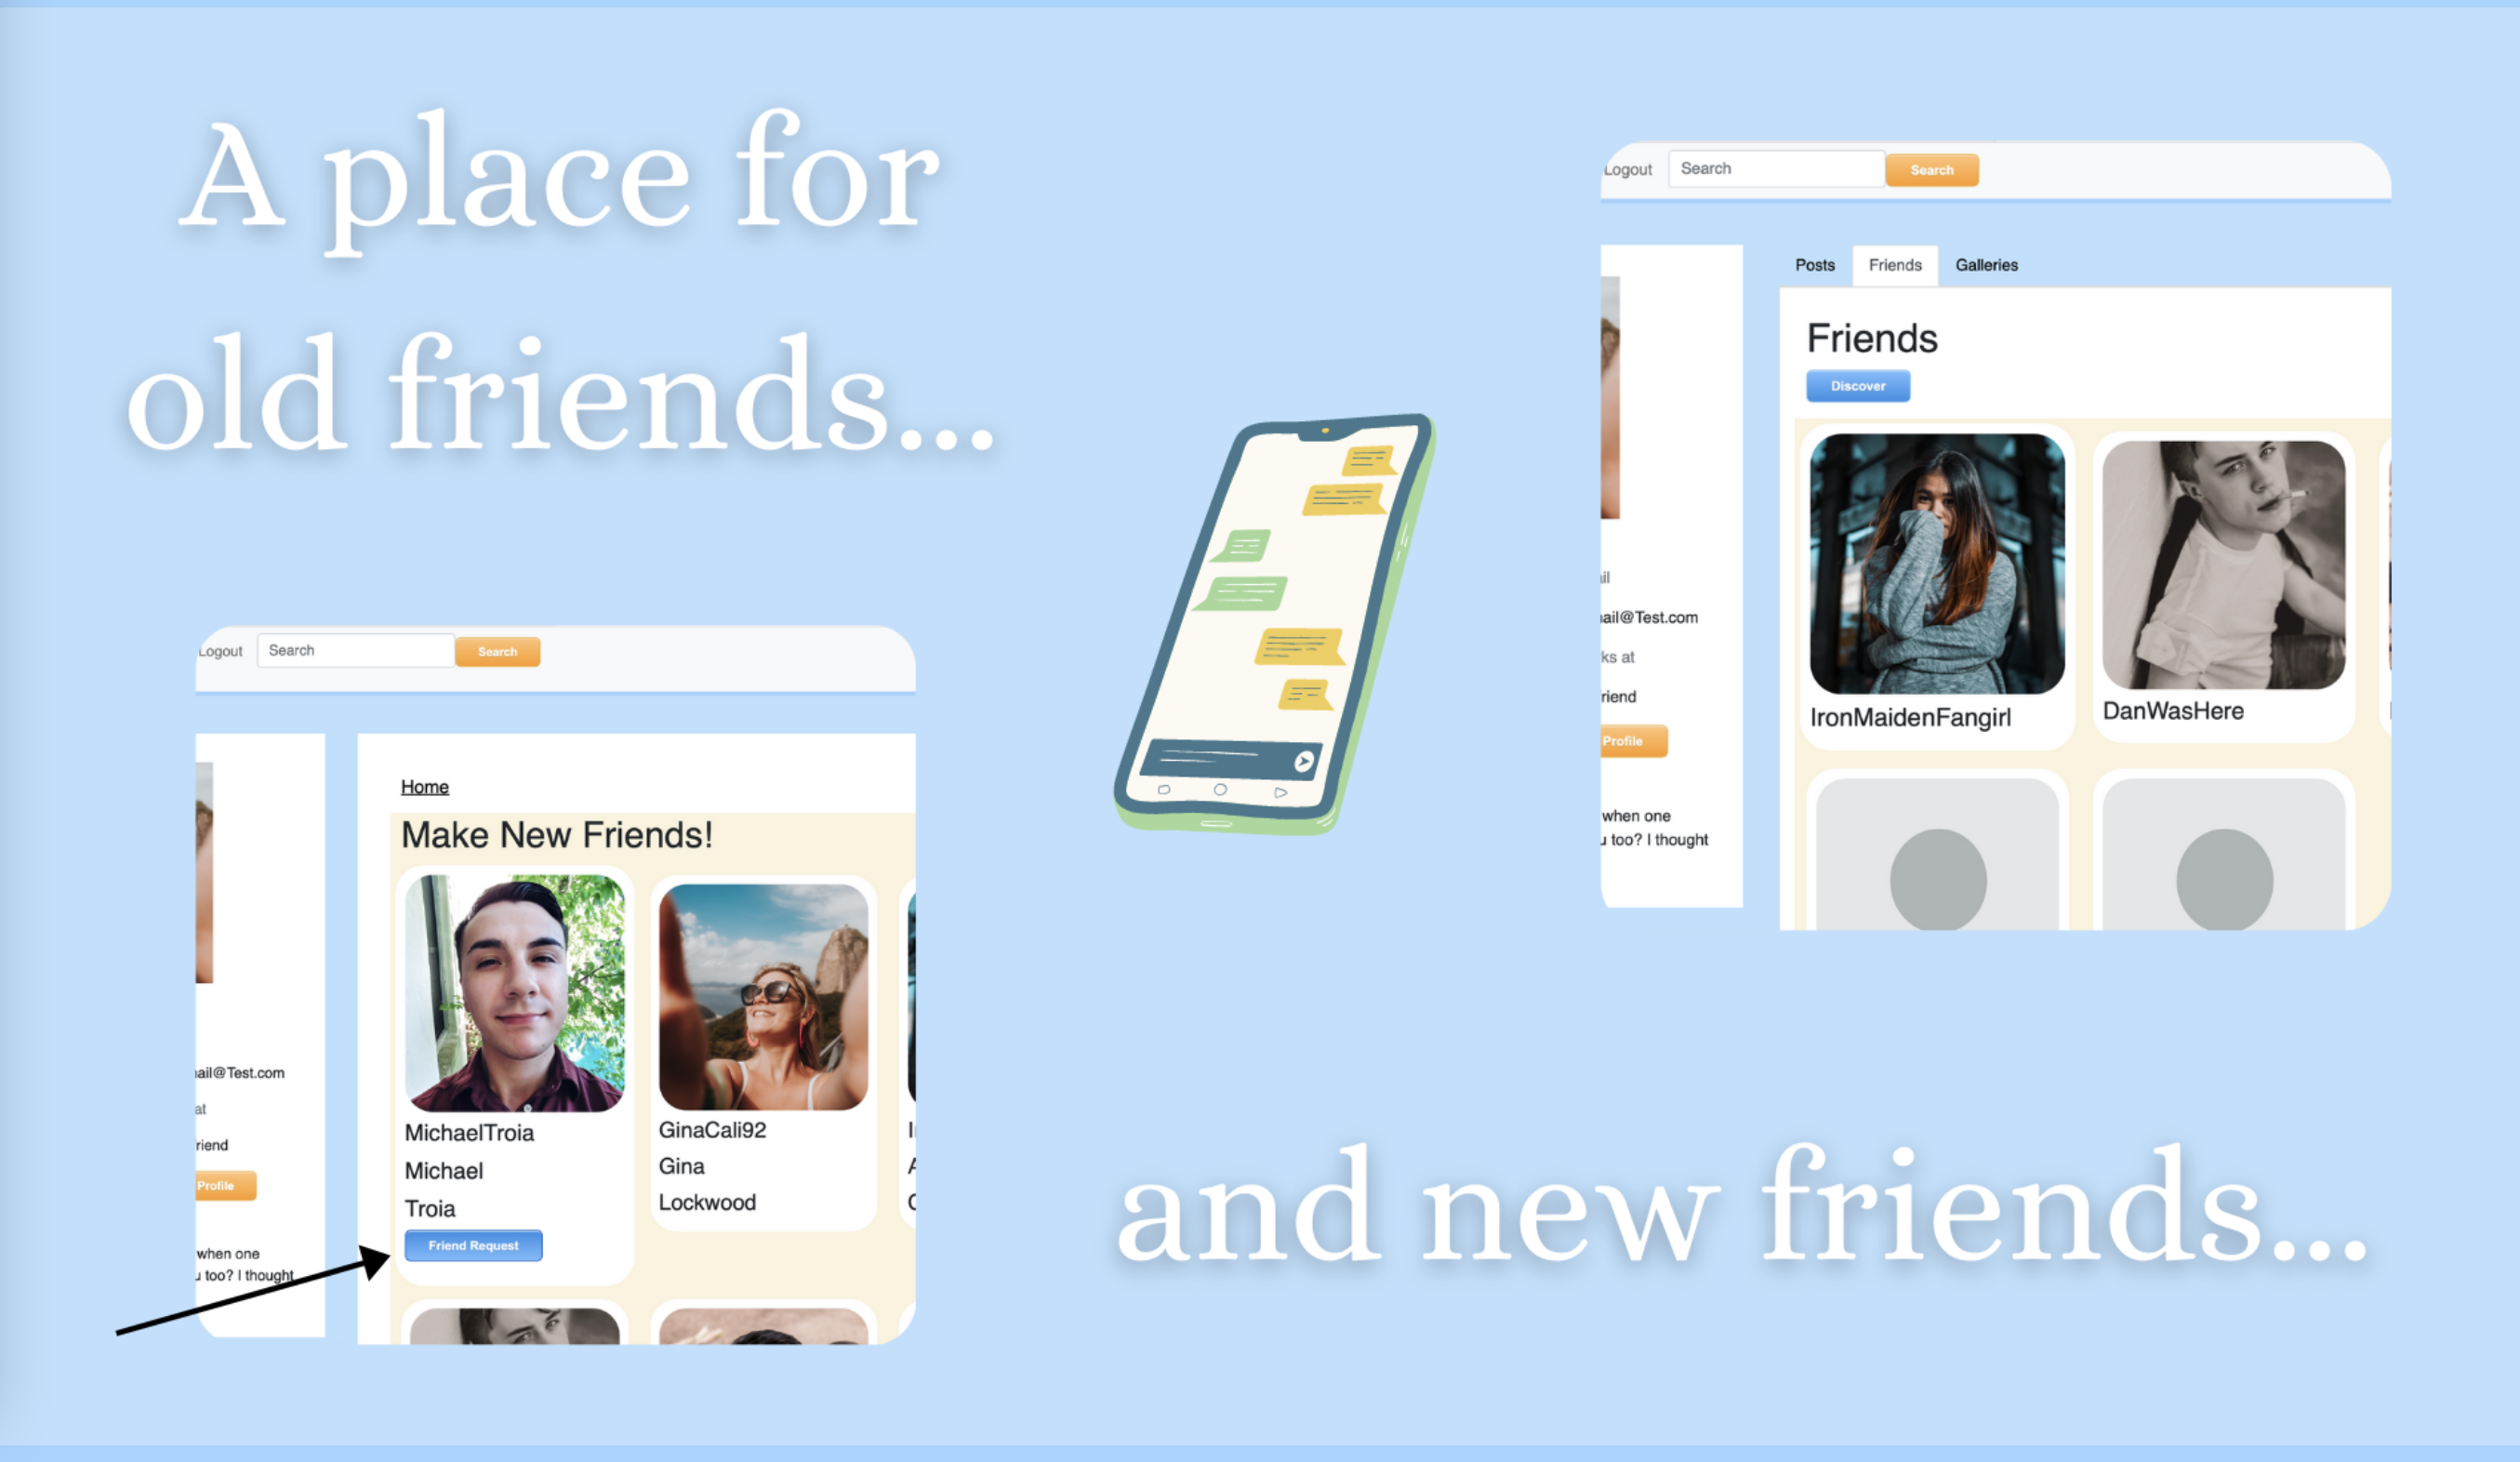 A place for
old friends...
Logout Search Search
ail@Test.com
at
riend
Profile
when one
u too? I thought
Home
Make New Friends!
MichaelTroia
Michael
Troia
Friend Request
GinaCali92
Gina
Lockwood
Logout Search Search
Posts Friends Galleries
Friends
Discover
IronMaidenFangirl
DanWasHere
il
ail@Test.com
ks at
riend
Profile
when one
u too? I thought
and new friends...